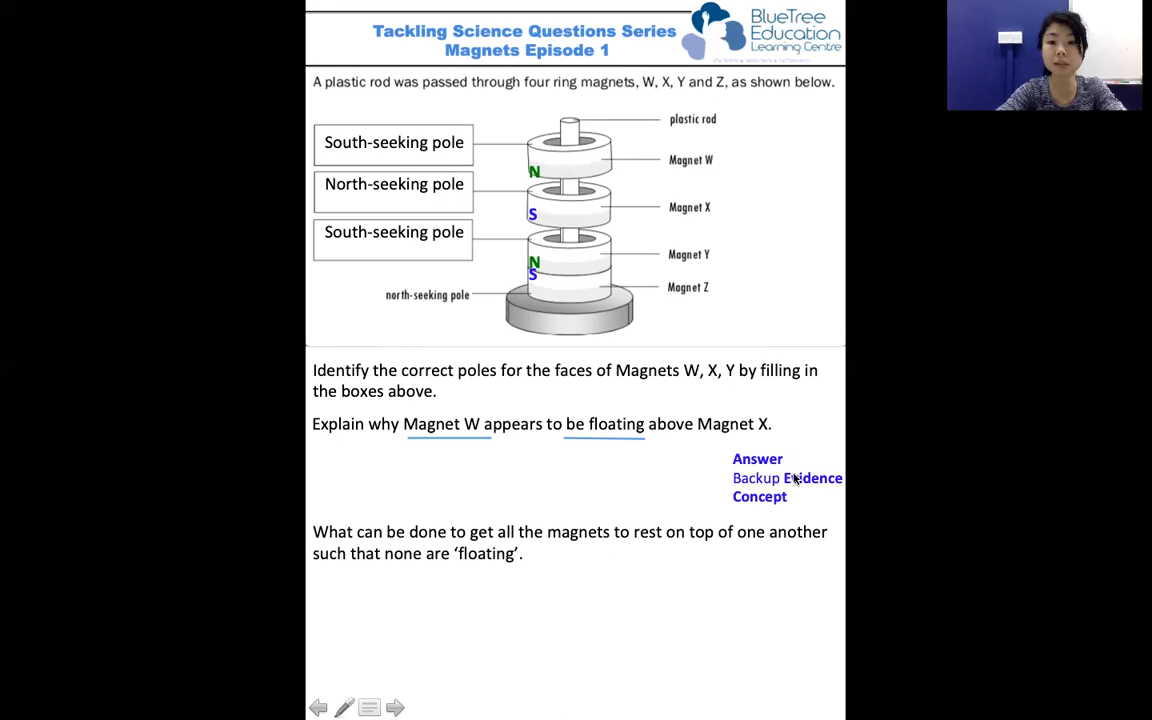 Tackling Science Questions Series
Magnets Episode 1
BlueTree
Education
Learning Centre
A plastic rod was passed through four ring magnets, W, X, Y and Z, as shown below.
plastic rod
South-seeking pole
Magnet W
N
North-seeking pole
Magnet X
S
South-seeking pole
Magnet Y
N
S
Magnet Z
north-seeking pole
Identify the correct poles for the faces of Magnets W, X, Y by filling in
the boxes above.
Explain why Magnet W appears to be floating above Magnet X.
Answer
Backup Evidence
Concept
What can be done to get all the magnets to rest on top of one another
such that none are ‘floating’.